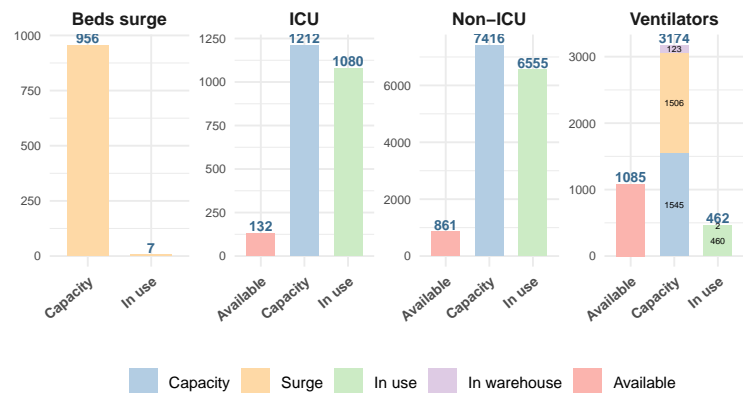 Beds surge
956
1000
750
500
250
0
7
Capacity
In use
ICU
1212
1250
1080
1000
750
500
250
132
0
Available
Capacity
In use
Non−ICU
7416
6555
6000
4000
2000
861
0
Available
Capacity
In use
Ventilators
3174
123
3000
1506
2000
1085
1000
1545
462
2
460
0
Available
Capacity
In use
Capacity
Surge
In use
In warehouse
Available